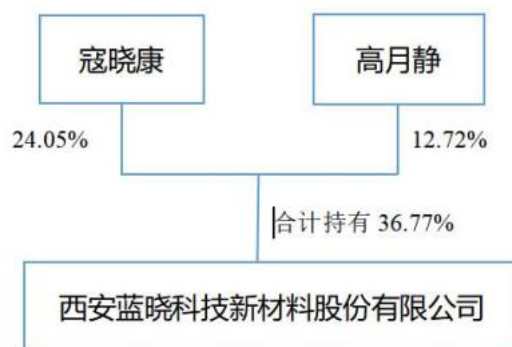 寇晓康
高月静
24.05%
12.72%
合计持有 36.77%
西安蓝晓科技新材料股份有限公司